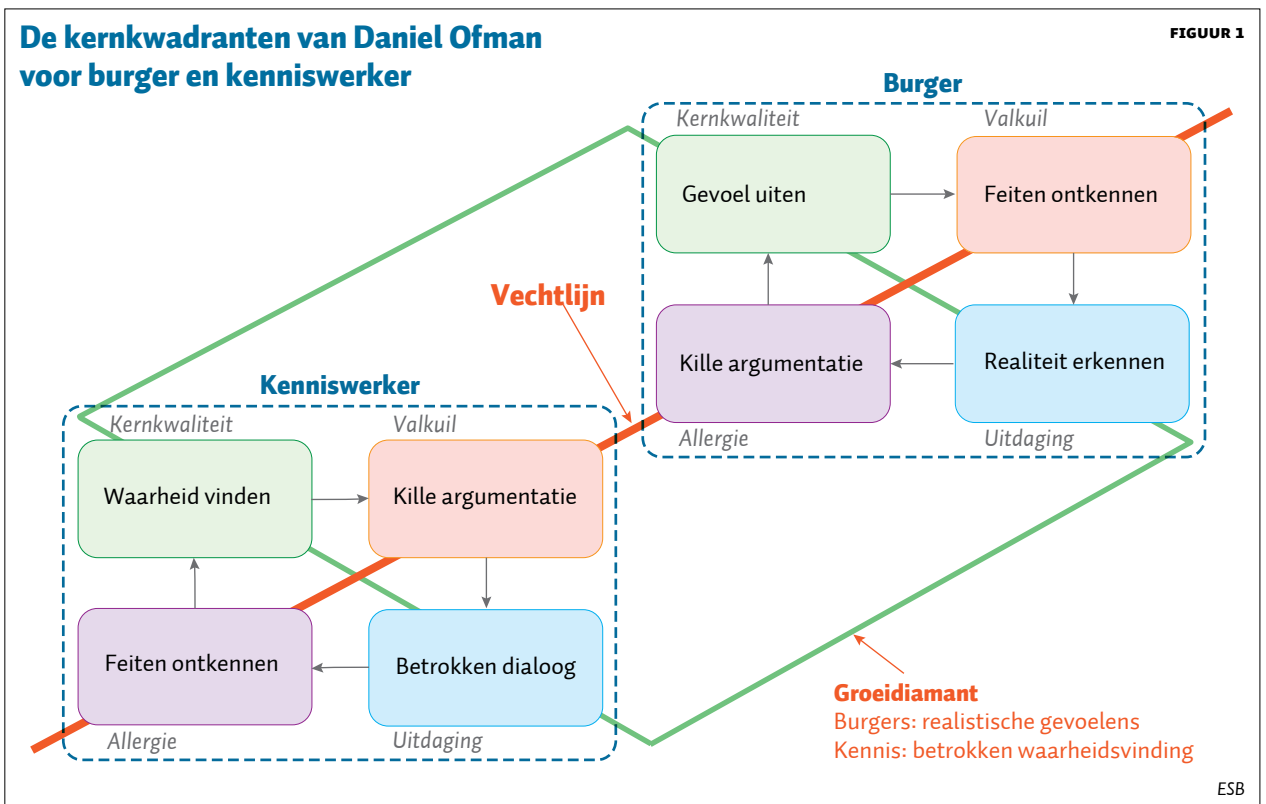 De kernkwadranten van Daniel Ofman
voor burger en kenniswerker
FIGUUR 1
Burger
Kernkwaliteit
Valkuil
Gevoel uiten
Feiten ontkennen
Vechtlijn
Kille argumentatie
Realiteit erkennen
Allergie
Uitdaging
Kenniswerker
Kernkwaliteit
Valkuil
Waarheid vinden
Kille argumentatie
Feiten ontkennen
Betrokken dialoog
Allergie
Uitdaging
Groeidiamant
Burgers: realistische gevoelens
Kennis: betrokken waarheidsvinding
ESB